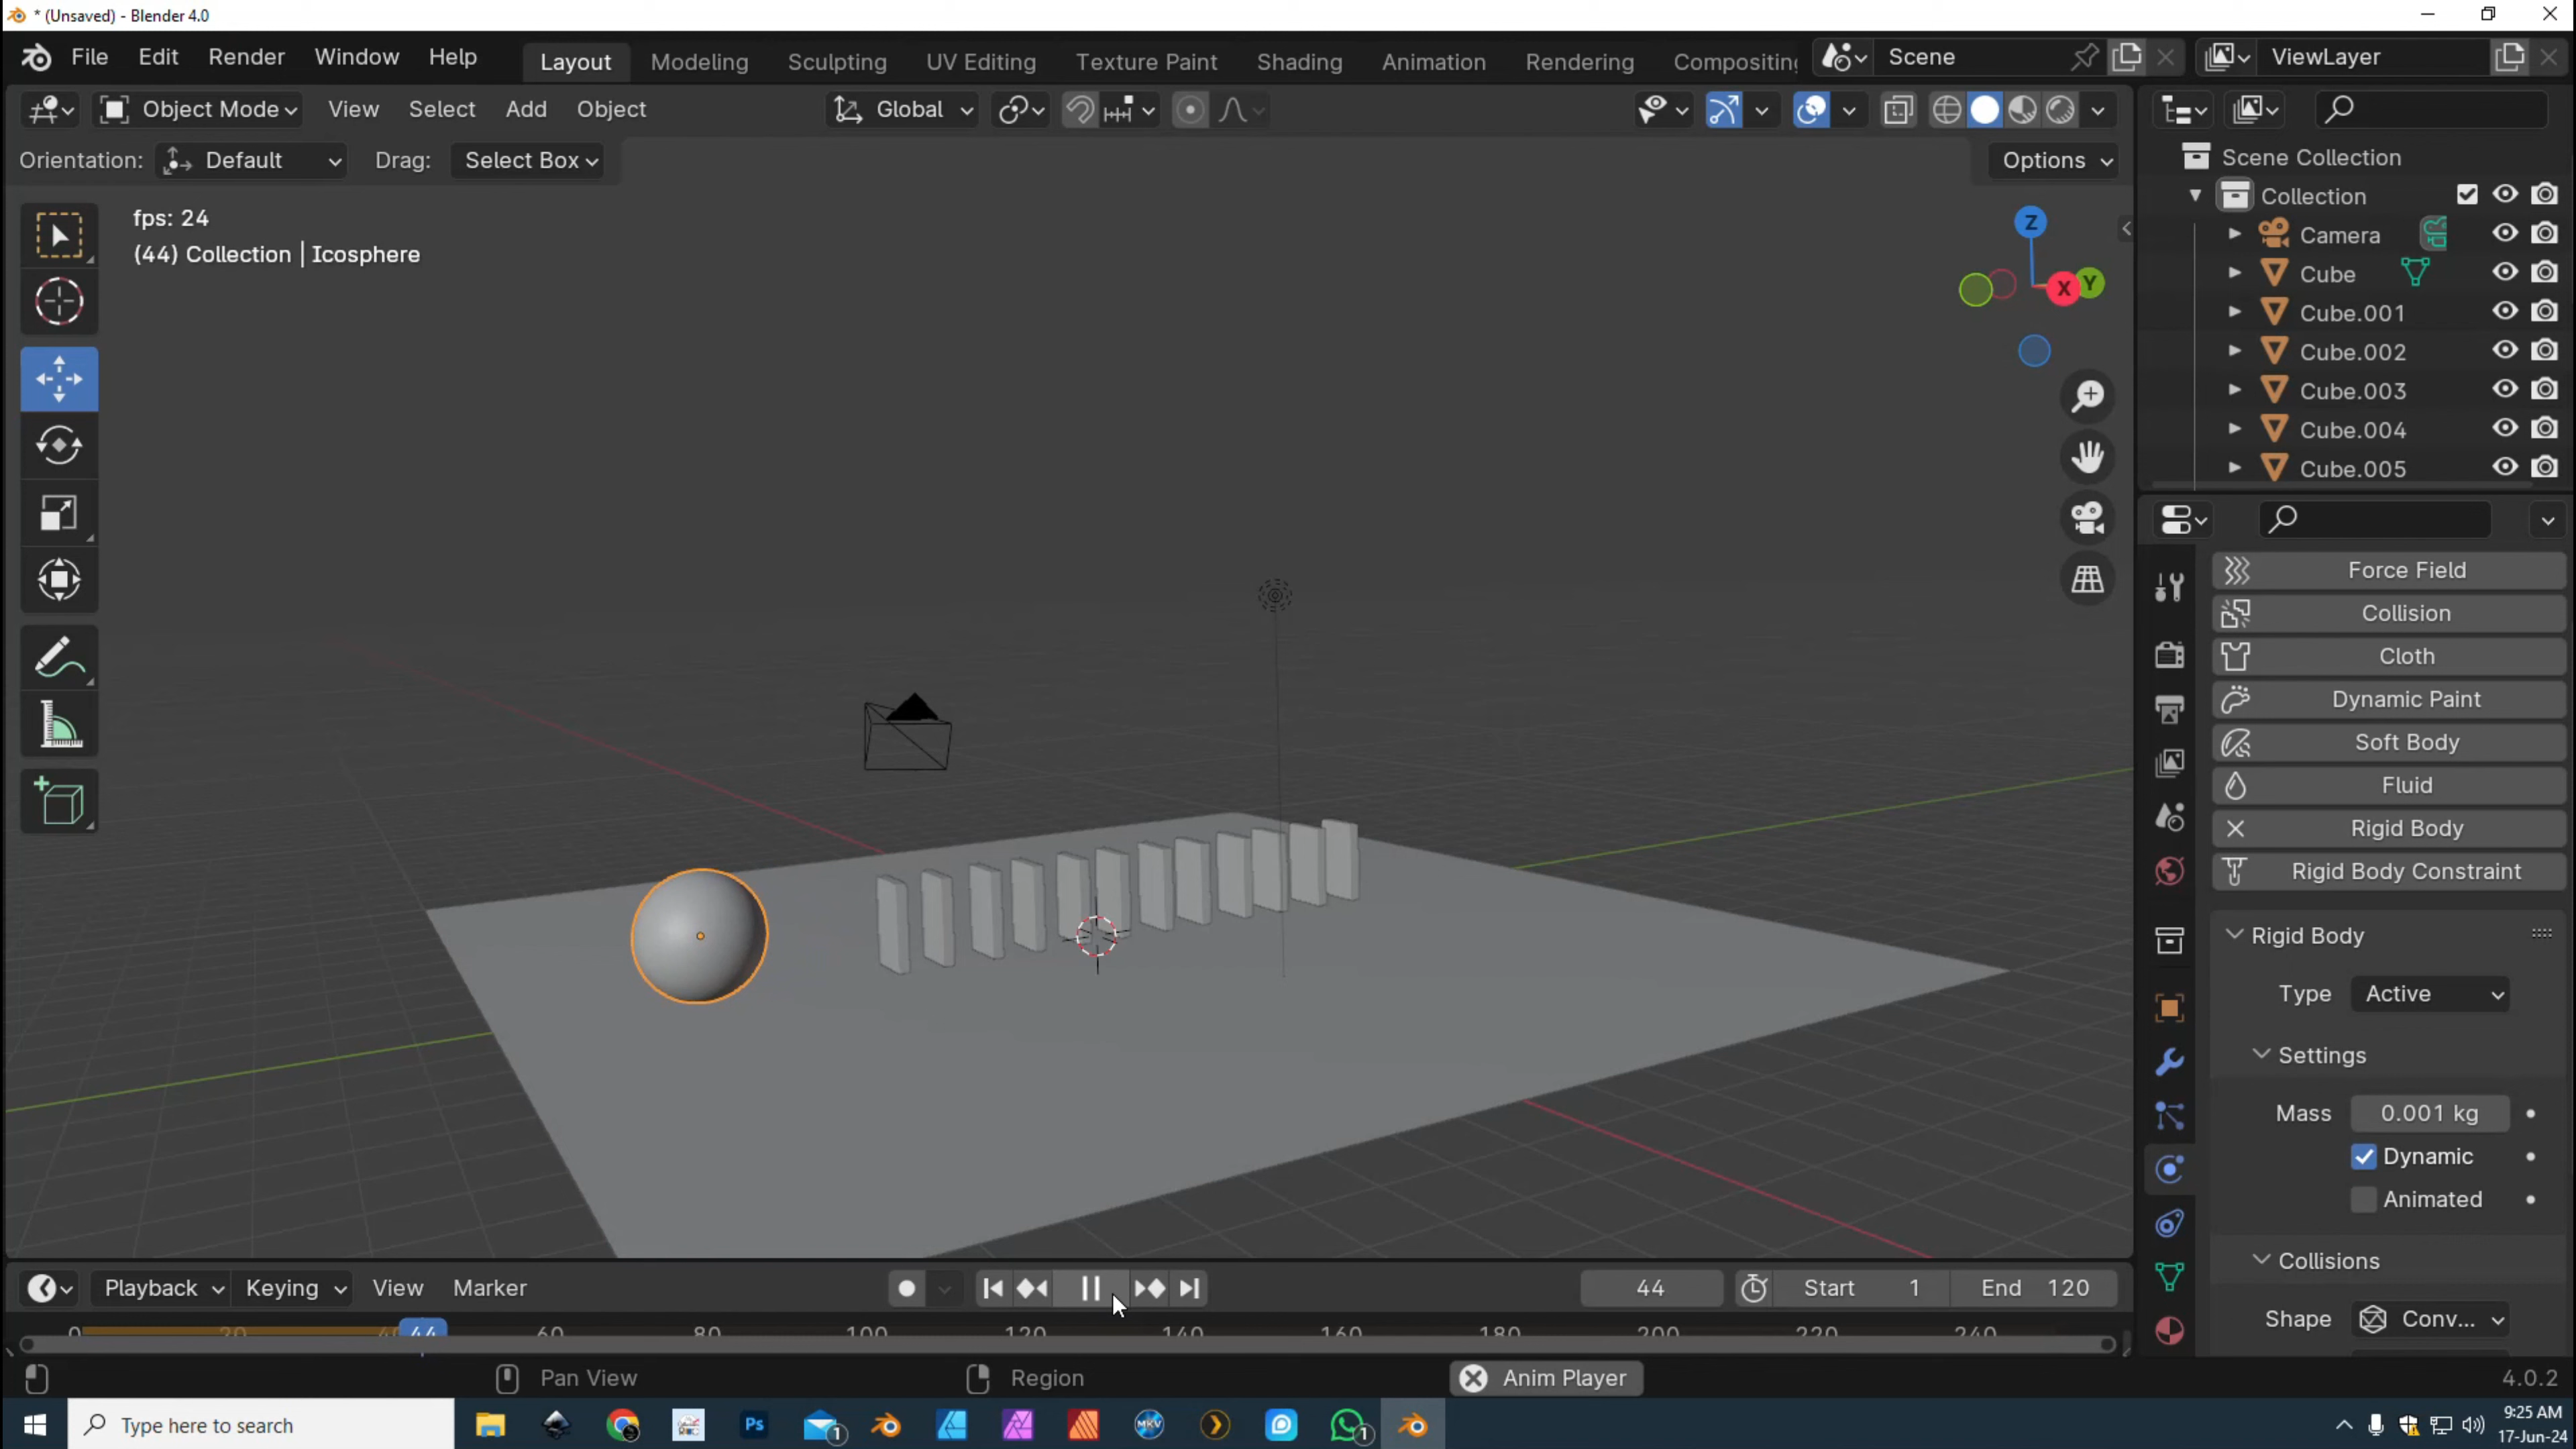 * (Unsaved) - Blender 4.0
File Edit Render Window Help Layout Modeling Sculpting UV Editing Texture Paint Shading Animation Rendering Compositing Scene ViewLayer
Object Mode View Select Add Object Global
Orientation: Default Drag: Select Box Options
fps: 24
(44) Collection | Icosphere
Z
X
Y
Scene Collection
Collection
Camera
Cube
Cube.001
Cube.002
Cube.003
Cube.004
Cube.005
Force Field
Collision
Cloth
Dynamic Paint
Soft Body
Fluid
Rigid Body
Rigid Body Constraint
Rigid Body
Type Active
Settings
Mass 0.001 kg
Dynamic
Animated
Collisions
Shape Conv...
Playback Keying View Marker 44 Start 1 End 120
0 20 40 44 60 80 100 120 140 160 180 200 220 240
Pan View Region Anim Player 4.0.2
Type here to search
Ps
1
MKV
1
9:25 AM
17-Jun-24